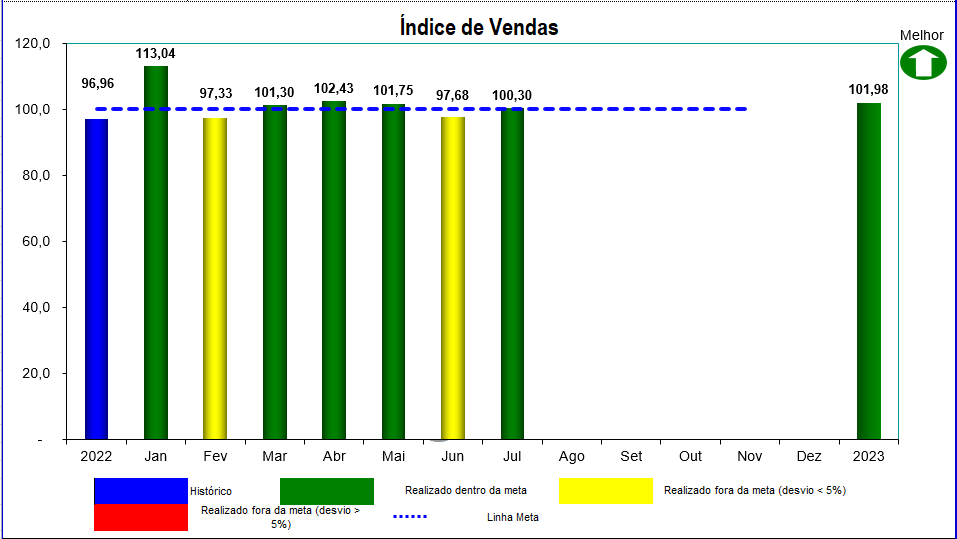 Índice de Vendas
Melhor
120,0
100,0
80,0
60,0
40,0
20,0
-
96,96
113,04
97,33
101,30
102,43
101,75
97,68
100,30
101,98
2022 Jan Fev Mar Abr Mai Jun Jul Ago Set Out Nov Dez 2023
Histórico
Realizado dentro da meta
Realizado fora da meta (desvio < 5%)
Realizado fora da meta (desvio >
5%)
Linha Meta